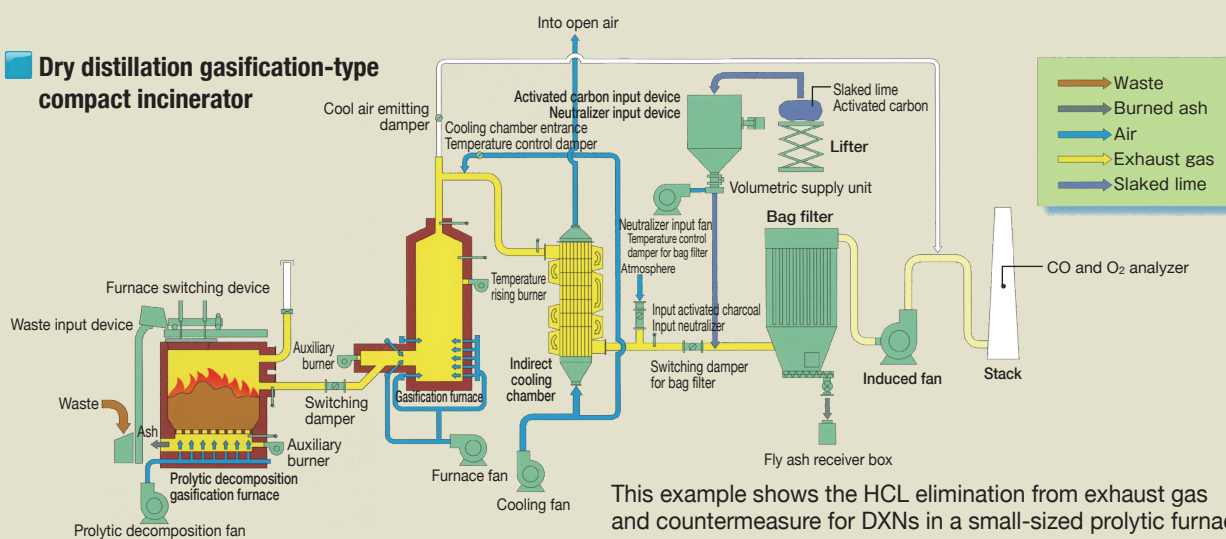 Into open air
Dry distillation gasification-type
compact incinerator
Cool air emitting
damper
Cooling chamber entrance
Temperature control damper
Activated carbon input device
Neutralizer input device
Slaked lime
Activated carbon
Lifter
Volumetric supply unit
Waste
Burned ash
Air
Exhaust gas
Slaked lime
Neutralizer input fan
Temperature control
damper for bag filter
Atmosphere
Bag filter
CO and O₂ analyzer
Furnace switching device
Waste input device
Temperature
rising burner
Input activated charcoal
Input neutralizer
Auxiliary
burner
Indirect
cooling
chamber
Switching damper
for bag filter
Induced fan
Stack
Gasification furnace
Switching
damper
Waste
Ash
Auxiliary
burner
Prolytic decomposition
gasification furnace
Furnace fan
Cooling fan
Fly ash receiver box
Prolytic decomposition fan
This example shows the HCL elimination from exhaust gas
and countermeasure for DXNs in a small-sized prolytic